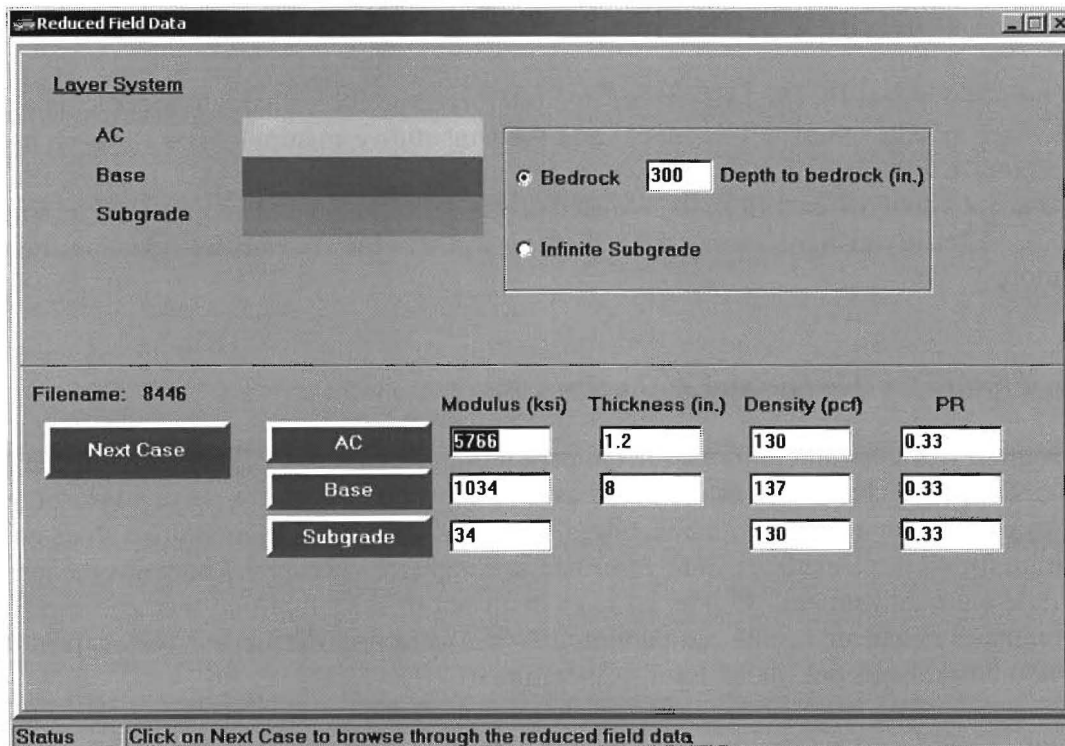 Reduced Field Data
Layer System
AC
Base
Subgrade
Bedrock 300 Depth to bedrock (in.)
Infinite Subgrade
Filename: 8446
Modulus (ksi) Thickness (in.) Density (pcf) PR
Next Case
AC 5766 1.2 130 0.33
Base 1034 8 137 0.33
Subgrade 34 130 0.33
Status Click on Next Case to browse through the reduced field data